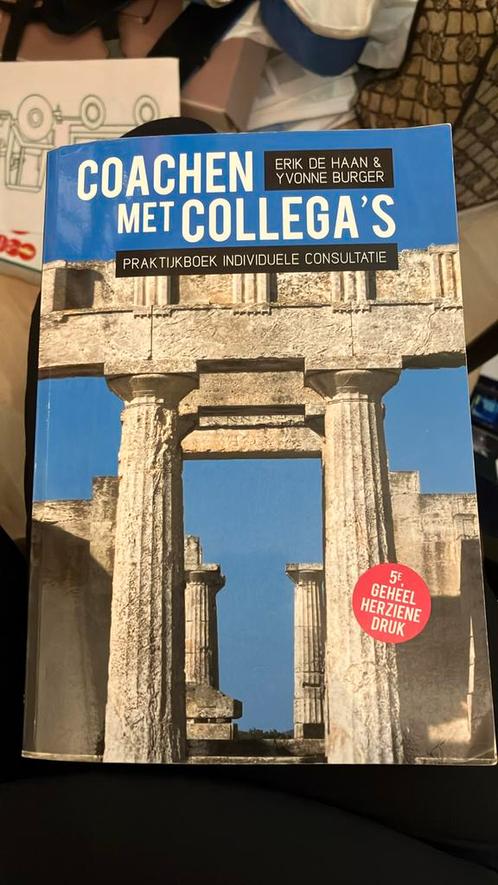 COACHEN
ERIK DE HAAN &
YVONNE BURGER
MET COLLEGA'S
PRAKTIJKBOEK INDIVIDUELE CONSULTATIE
5E
GEHEEL
HERZIENE
DRUK